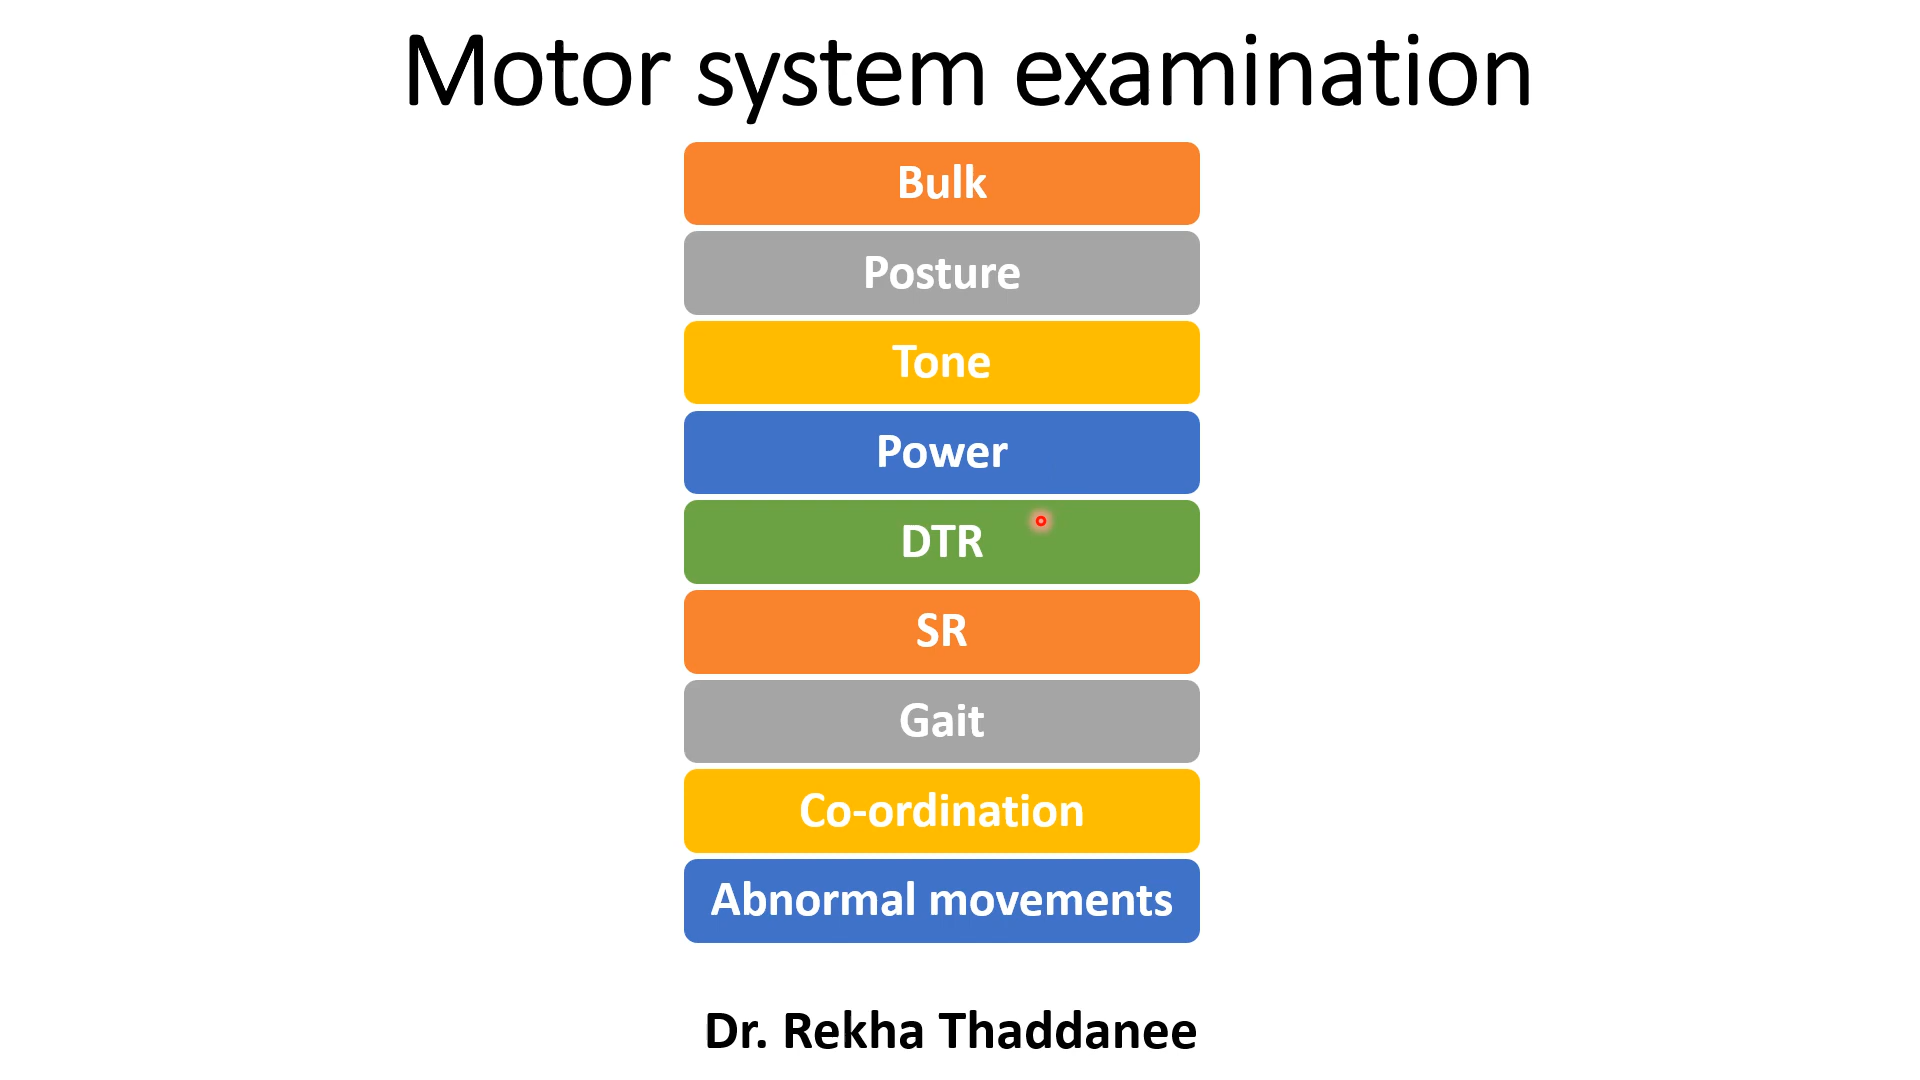 Motor system examination
Bulk
Posture
Tone
Power
DTR
SR
Gait
Co-ordination
Abnormal movements
Dr. Rekha Thaddanee